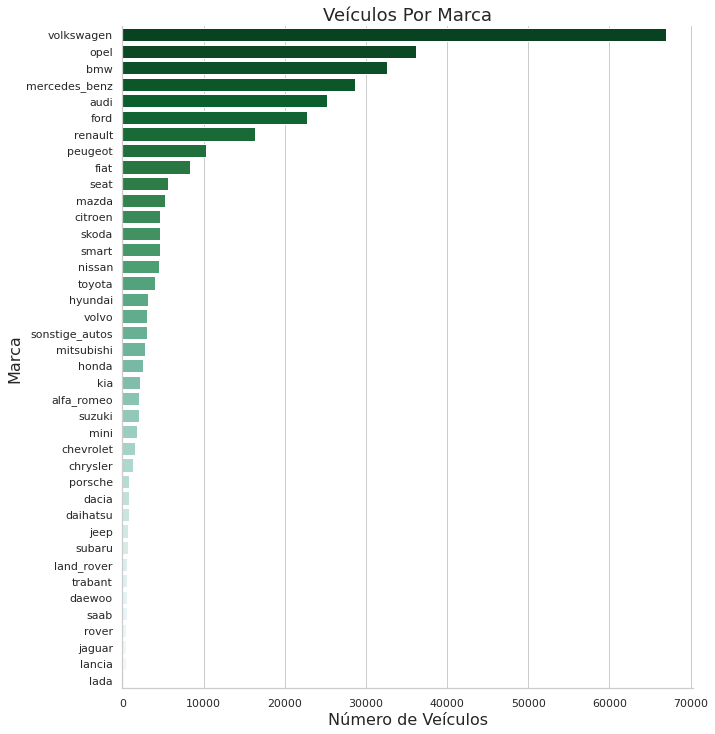 Veículos Por Marca
volkswagen
opel
bmw
mercedes_benz
audi
ford
renault
peugeot
fiat
seat
mazda
citroen
skoda
smart
nissan
toyota
hyundai
volvo
sonstige_autos
mitsubishi
honda
kia
alfa_romeo
suzuki
mini
chevrolet
chrysler
porsche
dacia
daihatsu
jeep
subaru
land_rover
trabant
daewoo
saab
rover
jaguar
lancia
lada
Marca
0 10000 20000 30000 40000 50000 60000 70000
Número de Veículos